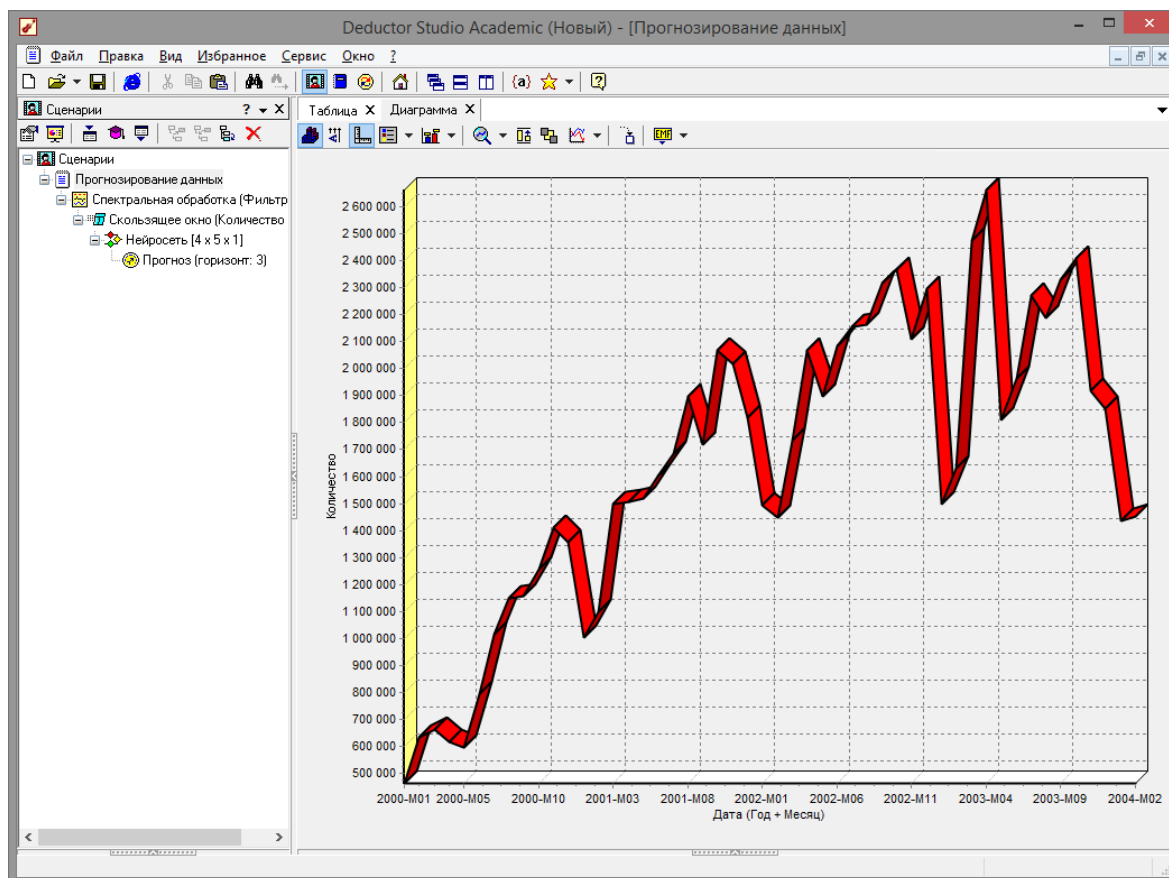 Deductor Studio Academic (Новый) - [Прогнозирование данных]
Файл Правка Вид Избранное Сервис Окно ?
{a}
Сценарии ? X
Таблица X Диаграмма X
EMF
Сценарии
Прогнозирование данных
Спектральная обработка (Фильтр
Скользящее окно (Количество
Нейросеть [4 x 5 x 1]
Прогноз (горизонт: 3)
2 600 000
2 500 000
2 400 000
2 300 000
2 200 000
2 100 000
2 000 000
1 900 000
1 800 000
1 700 000
1 600 000
1 500 000
1 400 000
1 300 000
1 200 000
1 100 000
1 000 000
900 000
800 000
700 000
600 000
500 000
Количество
2000-M01 2000-M05 2000-M10 2001-M03 2001-M08 2002-M01 2002-M06 2002-M11 2003-M04 2003-M09 2004-M02
Дата (Год + Месяц)